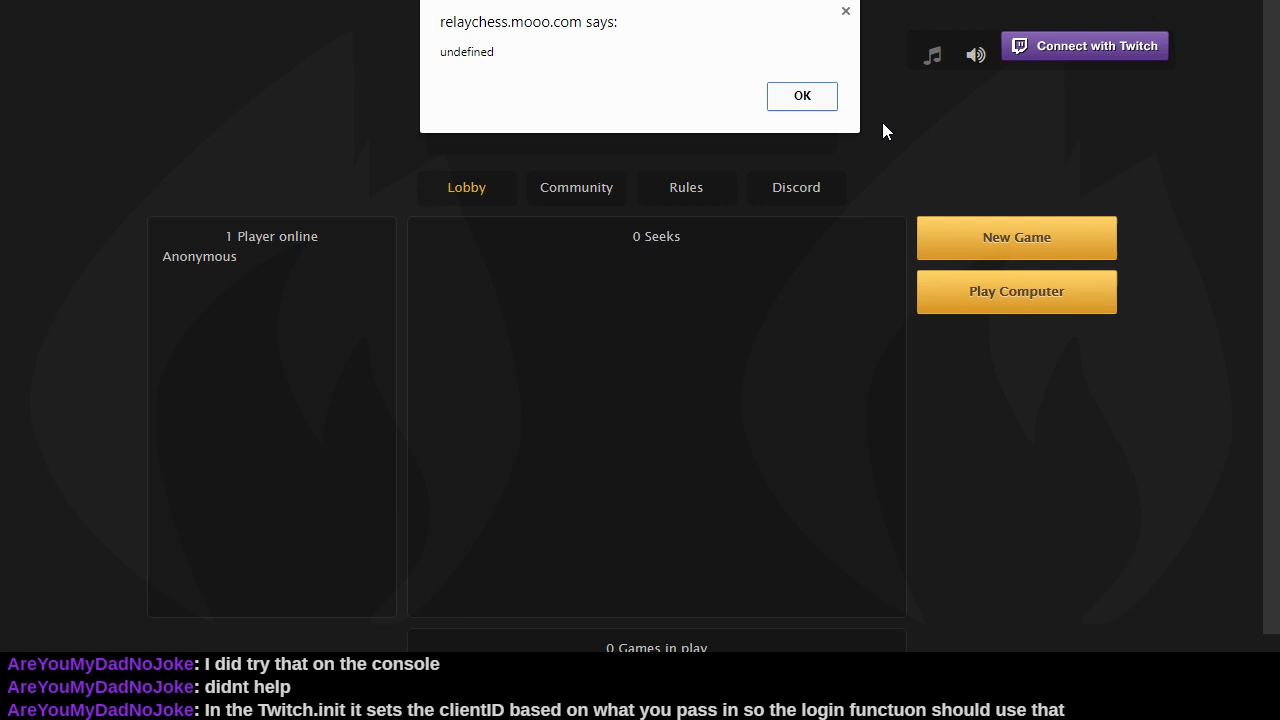 relaychess.mooo.com says:
undefined
OK
Connect with Twitch
Lobby Community Rules Discord
1 Player online
Anonymous
0 Seeks
New Game
Play Computer
0 Games in play
AreYouMyDadNoJoke: I did try that on the console
AreYouMyDadNoJoke: didnt help
AreYouMyDadNoJoke: In the Twitch.init it sets the clientID based on what you pass in so the login functuon should use that